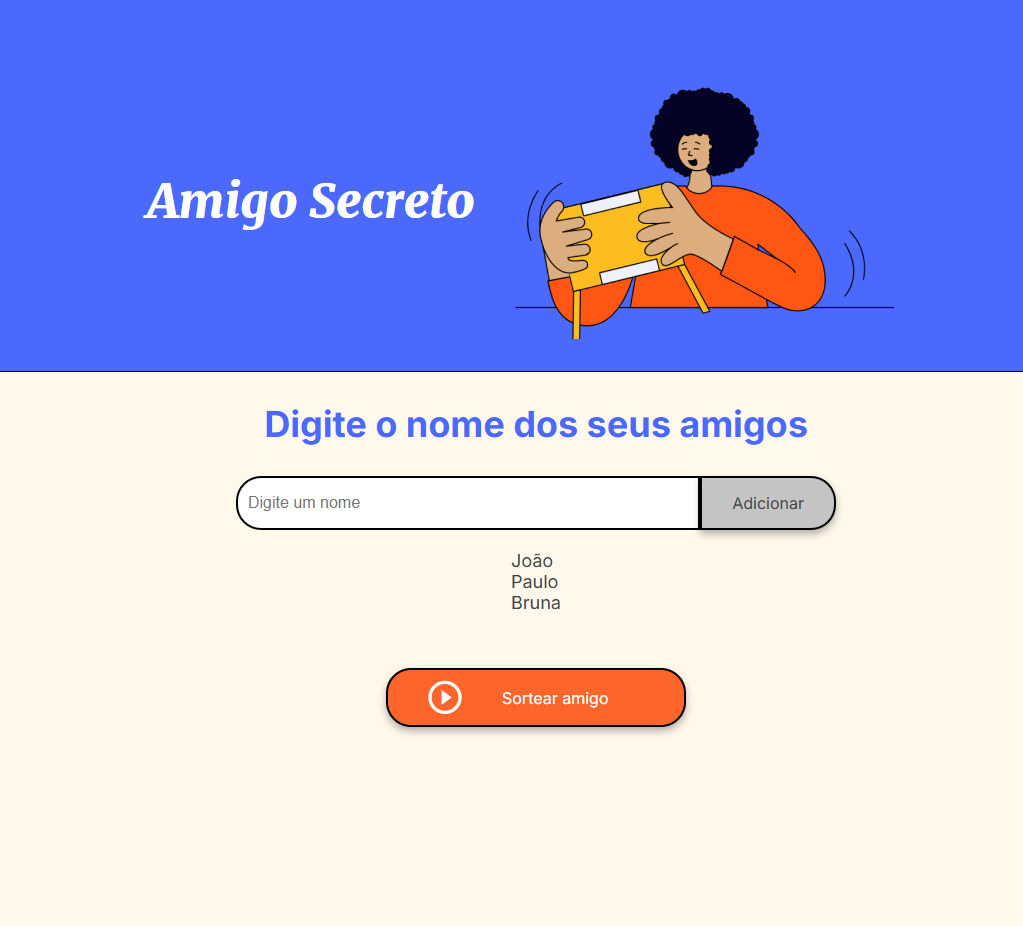 Amigo Secreto
Digite o nome dos seus amigos
Digite um nome
Adicionar
João
Paulo
Bruna
Sortear amigo